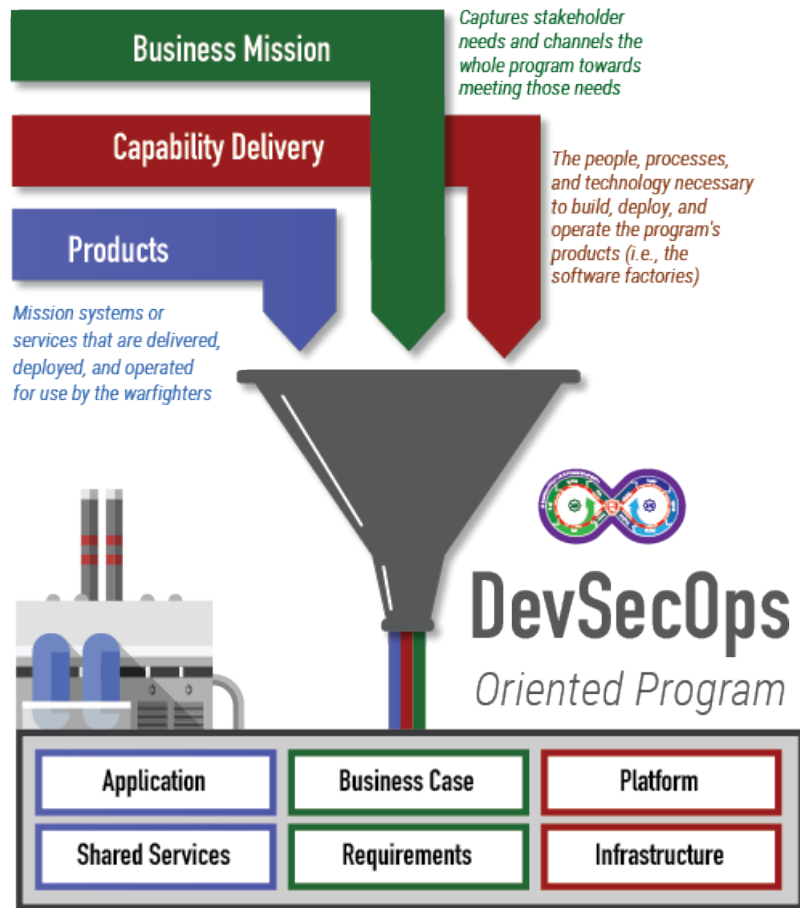 Business Mission
Captures stakeholder
needs and channels the
whole program towards
meeting those needs
Capability Delivery
The people, processes,
and technology necessary
to build, deploy, and
operate the program's
products (i.e., the
software factories)
Products
Mission systems or
services that are delivered,
deployed, and operated
for use by the warfighters
DevSecOps
Oriented Program
Application
Business Case
Platform
Shared Services
Requirements
Infrastructure